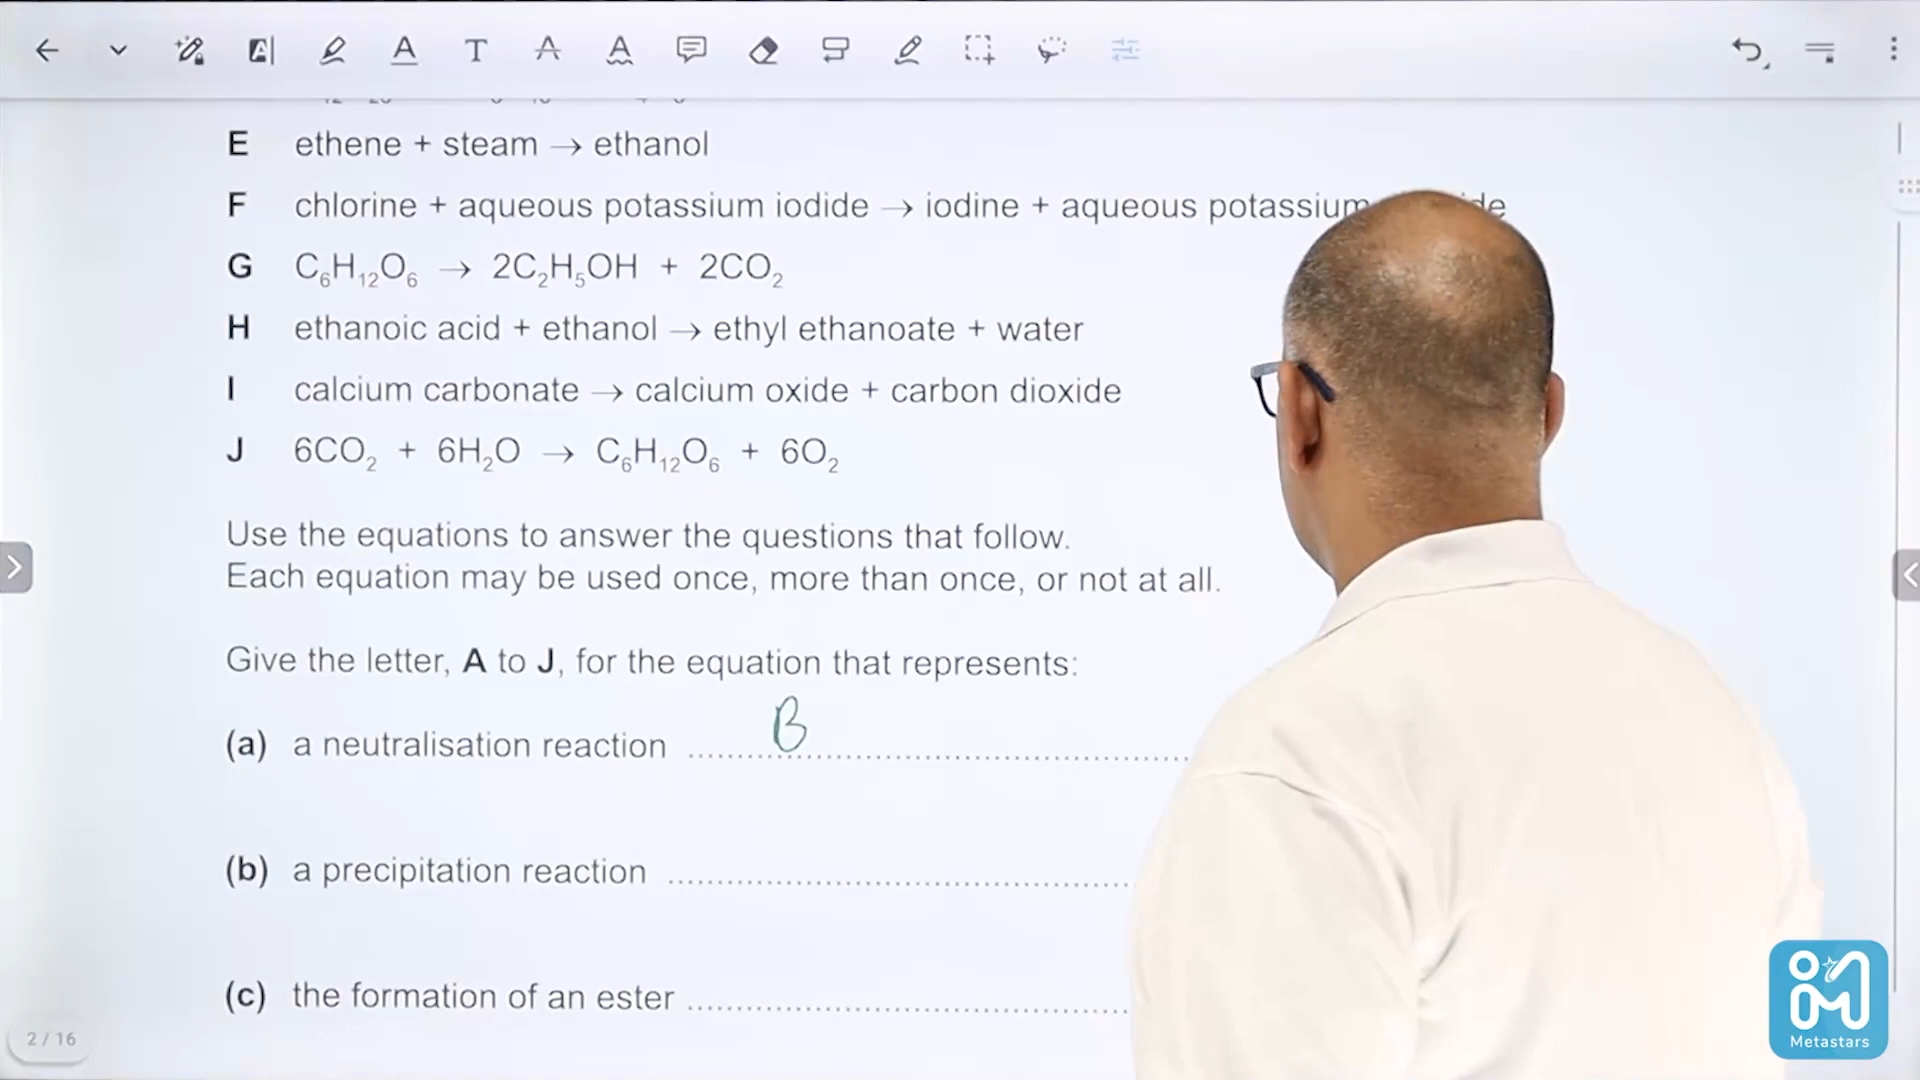 E ethene + steam → ethanol
F chlorine + aqueous potassium iodide → iodine + aqueous potassium
G C₆H₁₂O₆ → 2C₂H₅OH + 2CO₂
H ethanoic acid + ethanol → ethyl ethanoate + water
I calcium carbonate → calcium oxide + carbon dioxide
J 6CO₂ + 6H₂O → C₆H₁₂O₆ + 6O₂
Use the equations to answer the questions that follow.
Each equation may be used once, more than once, or not at all.
Give the letter, A to J, for the equation that represents:
(a) a neutralisation reaction B
(b) a precipitation reaction
(c) the formation of an ester
2 / 16
Metastars